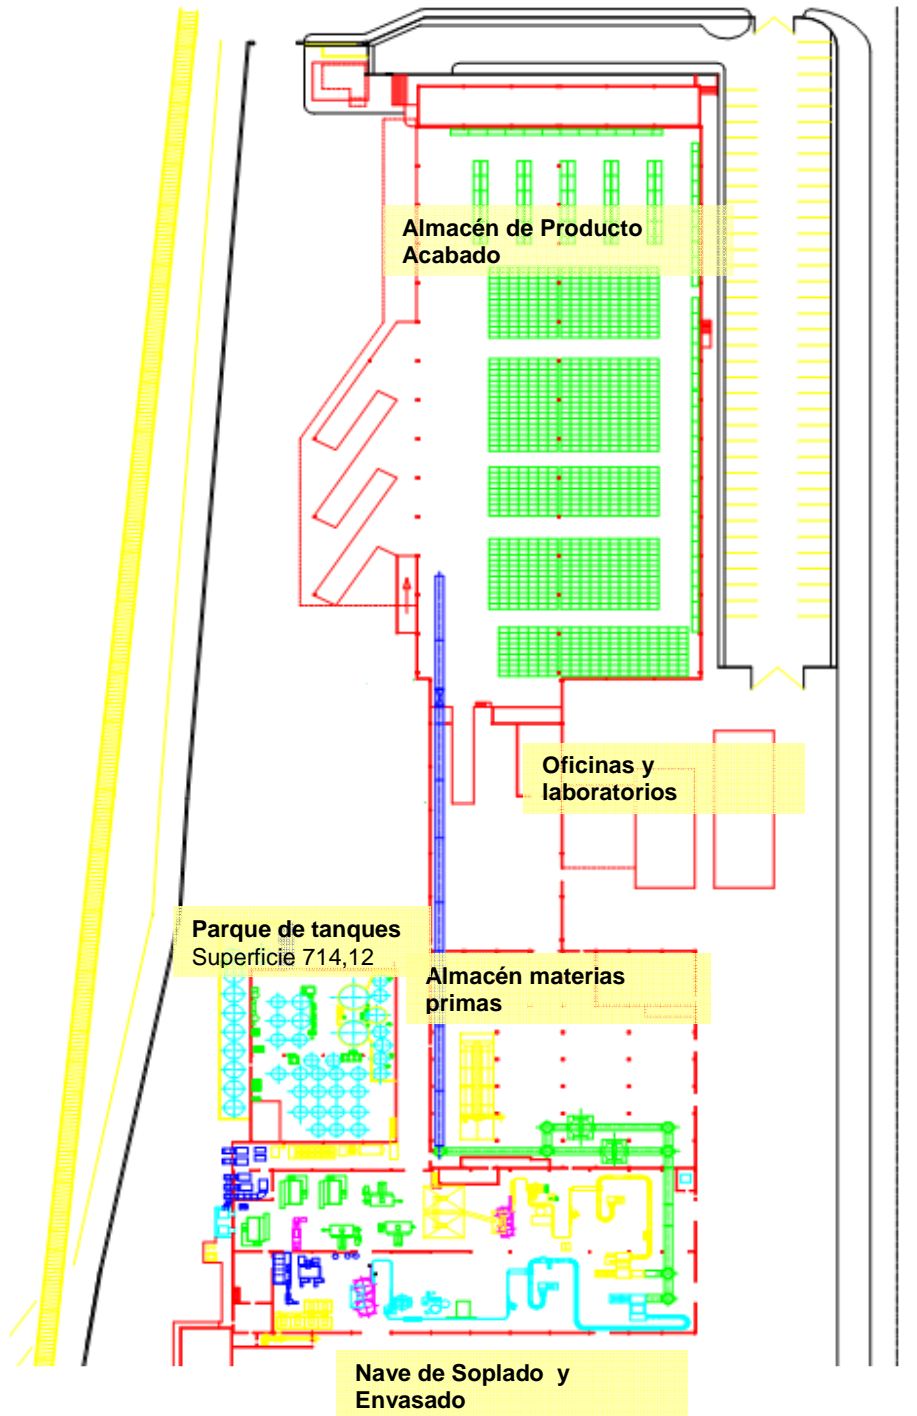 Almacén de Producto
Acabado
Oficinas y
laboratorios
Parque de tanques
Superficie 714,12
Almacén materias
primas
Nave de Soplado y
Envasado